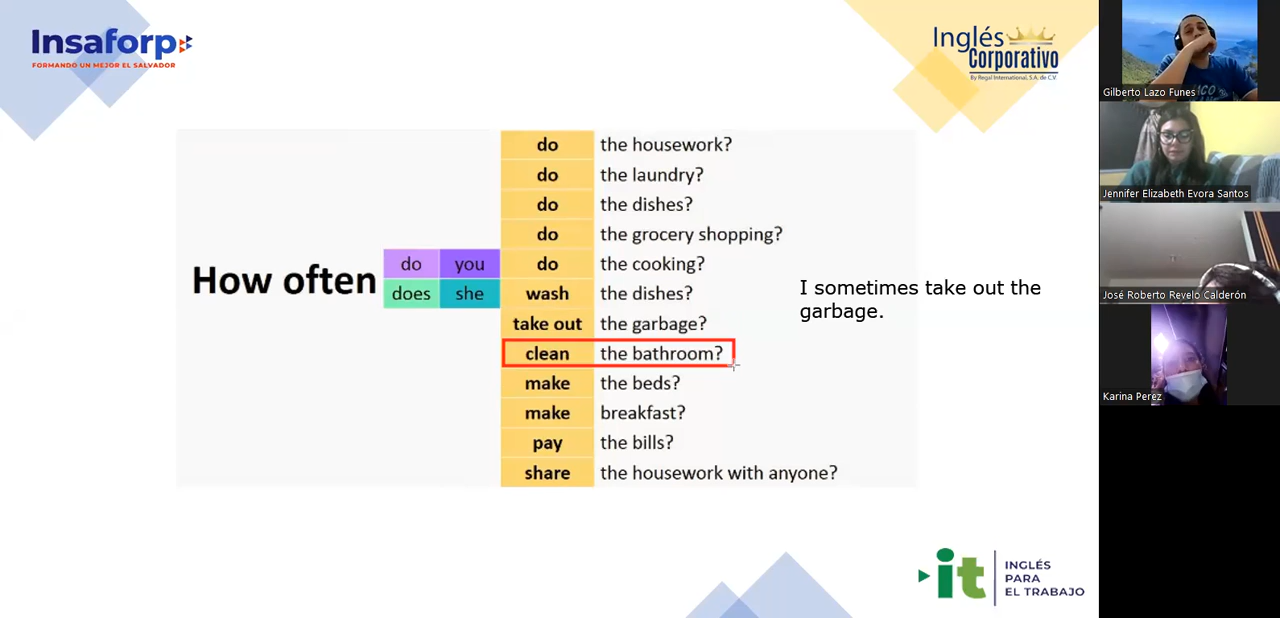 Insaforp
FORMANDO UN MEJOR EL SALVADOR
Inglés
Corporativo
By Regal International, S.A. de C.V.
How often
do you
does she
do the housework?
do the laundry?
do the dishes?
do the grocery shopping?
do the cooking?
wash the dishes?
take out the garbage?
clean the bathroom?
make the beds?
make breakfast?
pay the bills?
share the housework with anyone?
I sometimes take out the
garbage.
it
INGLÉS
PARA
EL TRABAJO
Gilberto Lazo Funes
Jennifer Elizabeth Evora Santos
José Roberto Revelo Calderón
Karina Perez